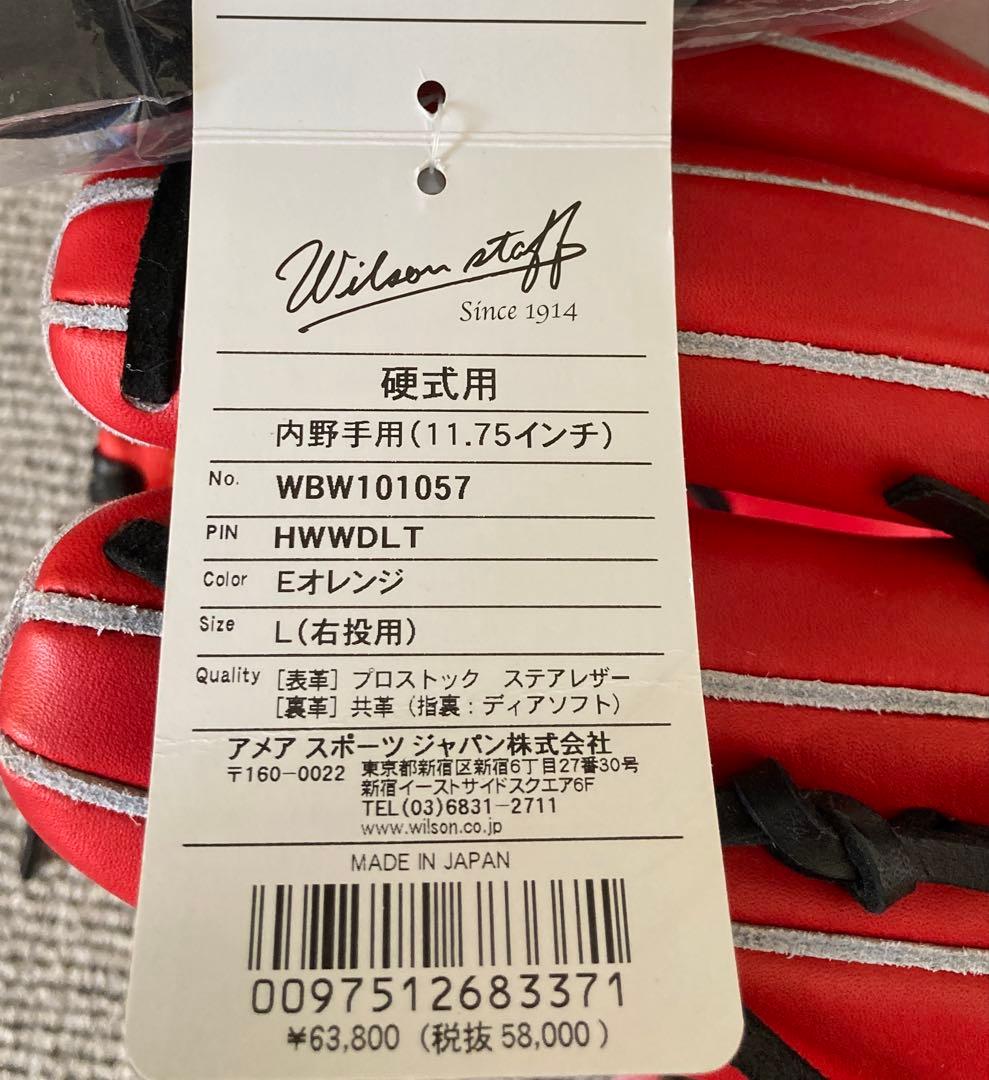 Wilson staff
Since 1914
硬式用
内野手用(11.75インチ)
No. WBW101057
PIN HWWDLT
Color Eオレンジ
Size L(右投用)
Quality [表革] プロストック ステアレザー
[裏革] 共革 (指裏:ディアソフト)
アメア スポーツ ジャパン株式会社
〒160-0022 東京都新宿区新宿6丁目27番30号
新宿イーストサイドスクエア6F
TEL(03)6831-2711
www.wilson.co.jp
MADE IN JAPAN
0097512683371
¥63,800 (税抜 58,000)